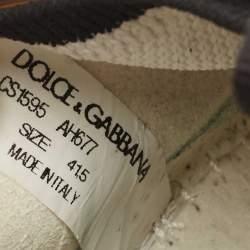 DOLCE & GABBANA
CS1595 AH677
SIZE: 41.5
MADE IN ITALY